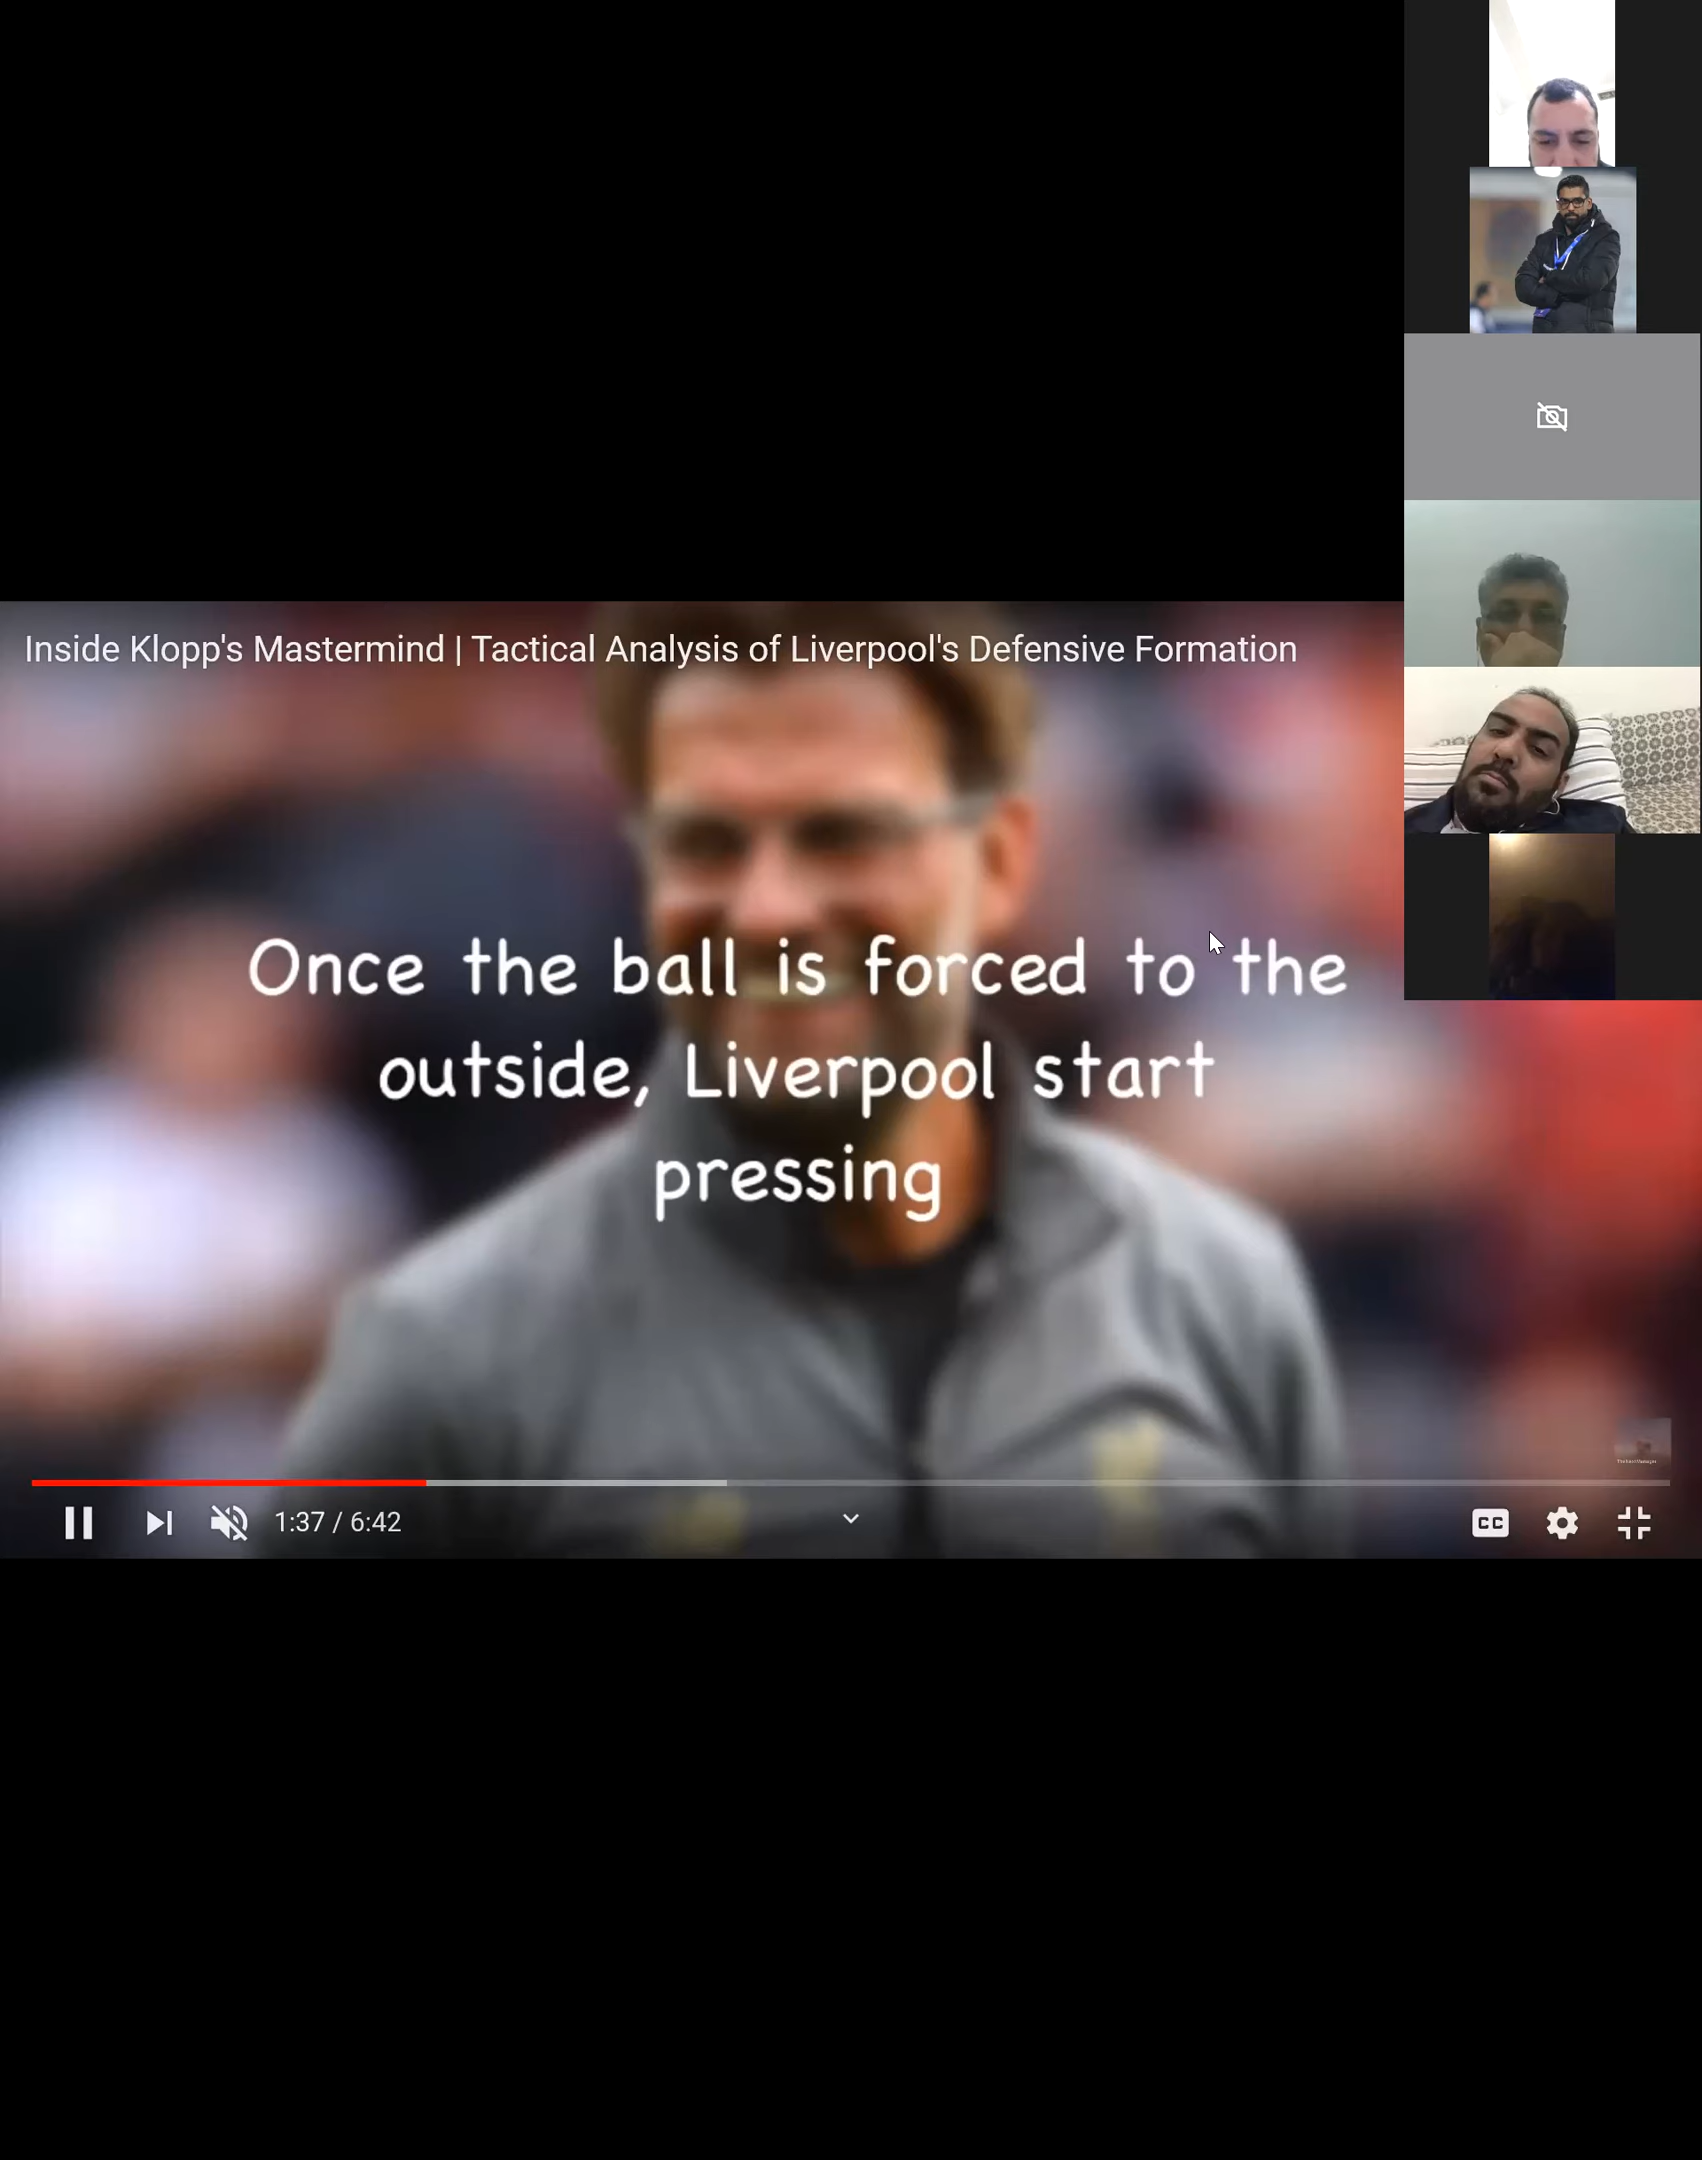 Inside Klopp's Mastermind | Tactical Analysis of Liverpool's Defensive Formation
Once the ball is forced to the
outside, Liverpool start
pressing
1:37 / 6:42
CC